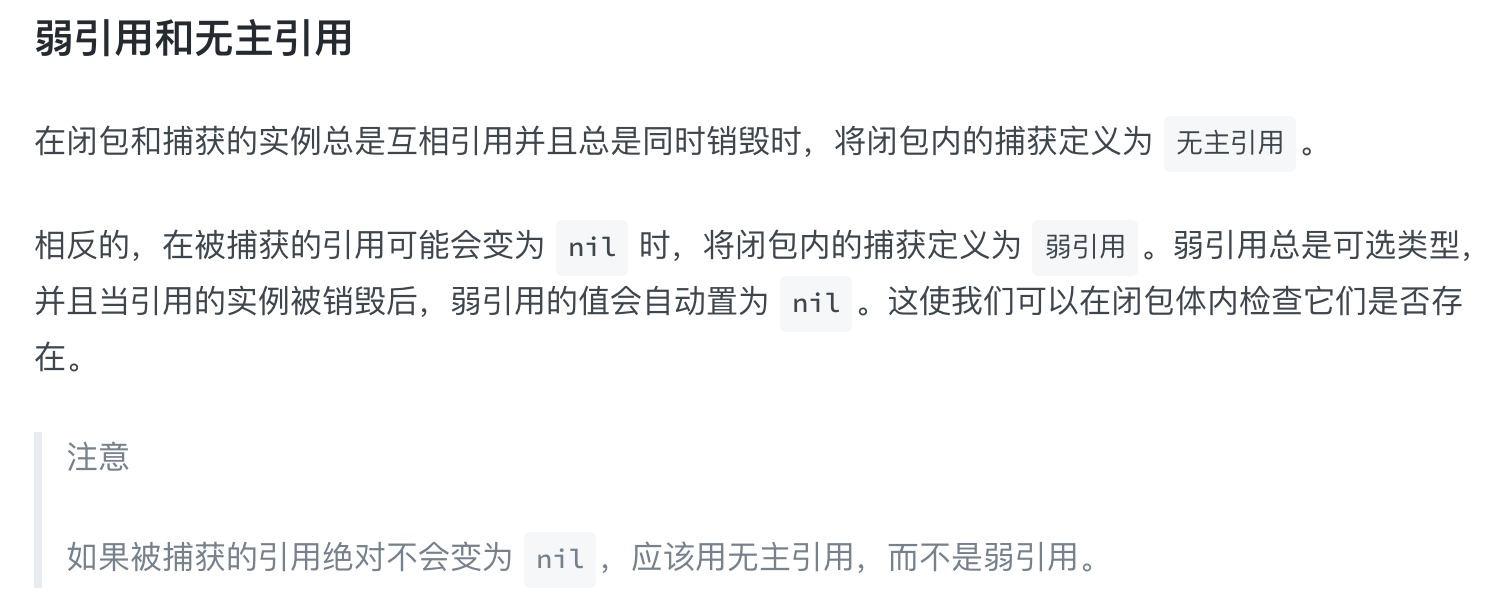 弱引用和无主引用
在闭包和捕获的实例总是互相引用并且总是同时销毁时，将闭包内的捕获定义为 无主引用 。
相反的，在被捕获的引用可能会变为 nil 时，将闭包内的捕获定义为 弱引用 。弱引用总是可选类型，
并且当引用的实例被销毁后，弱引用的值会自动置为 nil 。这使我们可以在闭包体内检查它们是否存
在。
注意
如果被捕获的引用绝对不会变为 nil ，应该用无主引用，而不是弱引用。